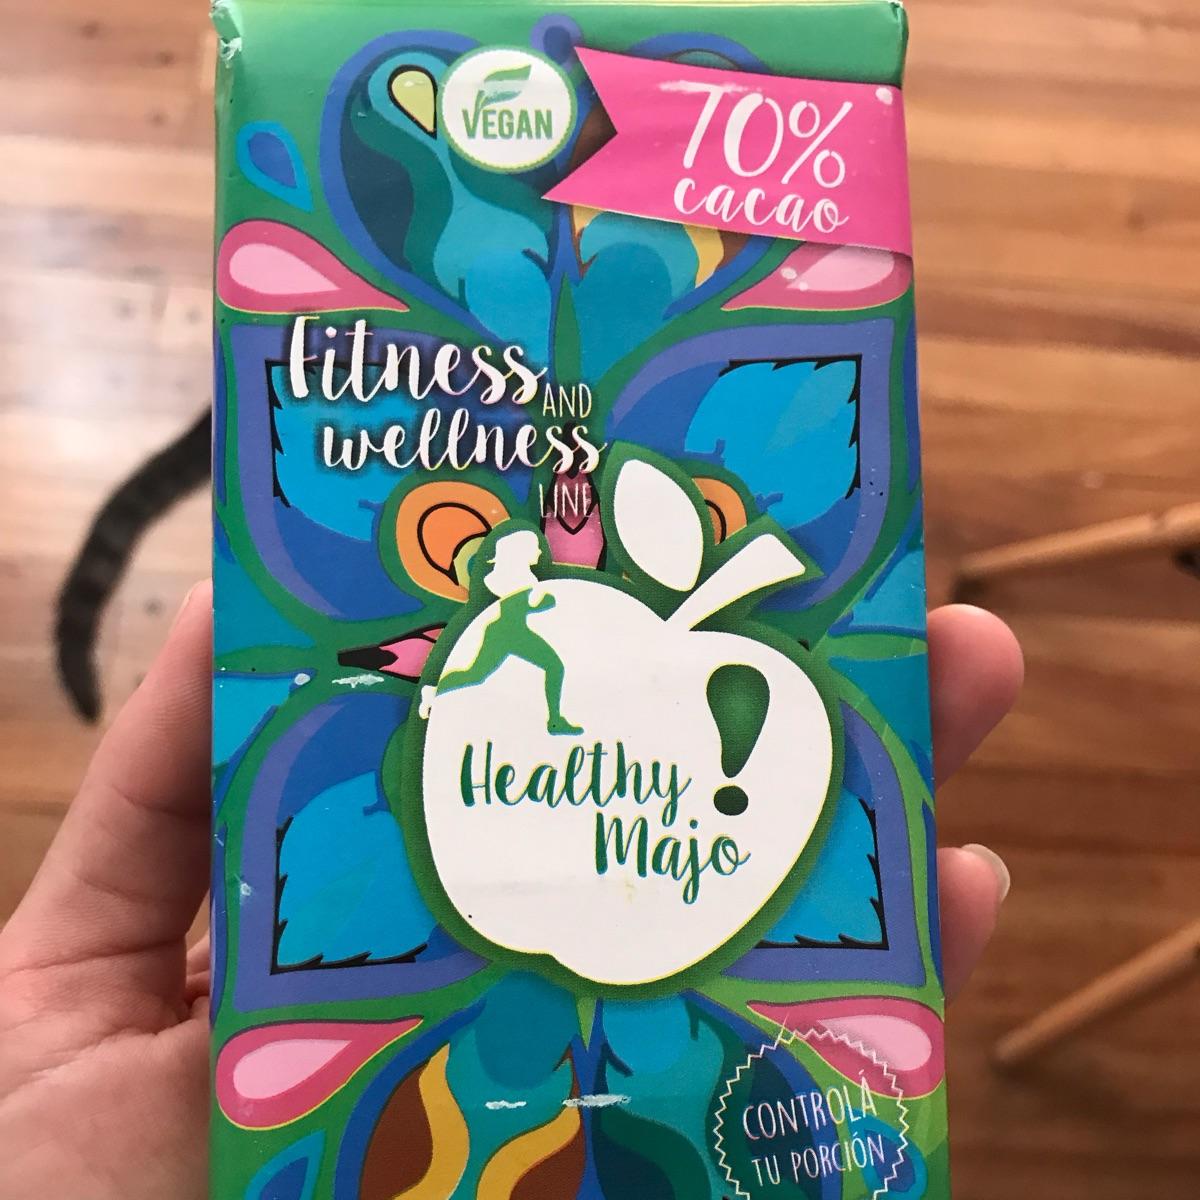 VEGAN
70%
cacao
Fitness AND
wellness
LINE
Healthy
Majo !
CONTROLÁ
TU PORCIÓN